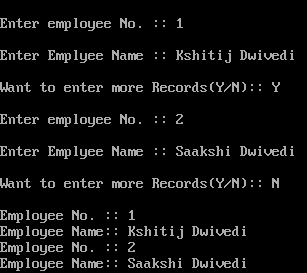 Enter employee No. :: 1
Enter Emplyee Name :: Kshitij Dwivedi
Want to enter more Records(Y/N):: Y
Enter employee No. :: 2
Enter Emplyee Name :: Saakshi Dwivedi
Want to enter more Records(Y/N):: N
Employee No. :: 1
Employee Name:: Kshitij Dwivedi
Employee No. :: 2
Employee Name:: Saakshi Dwivedi